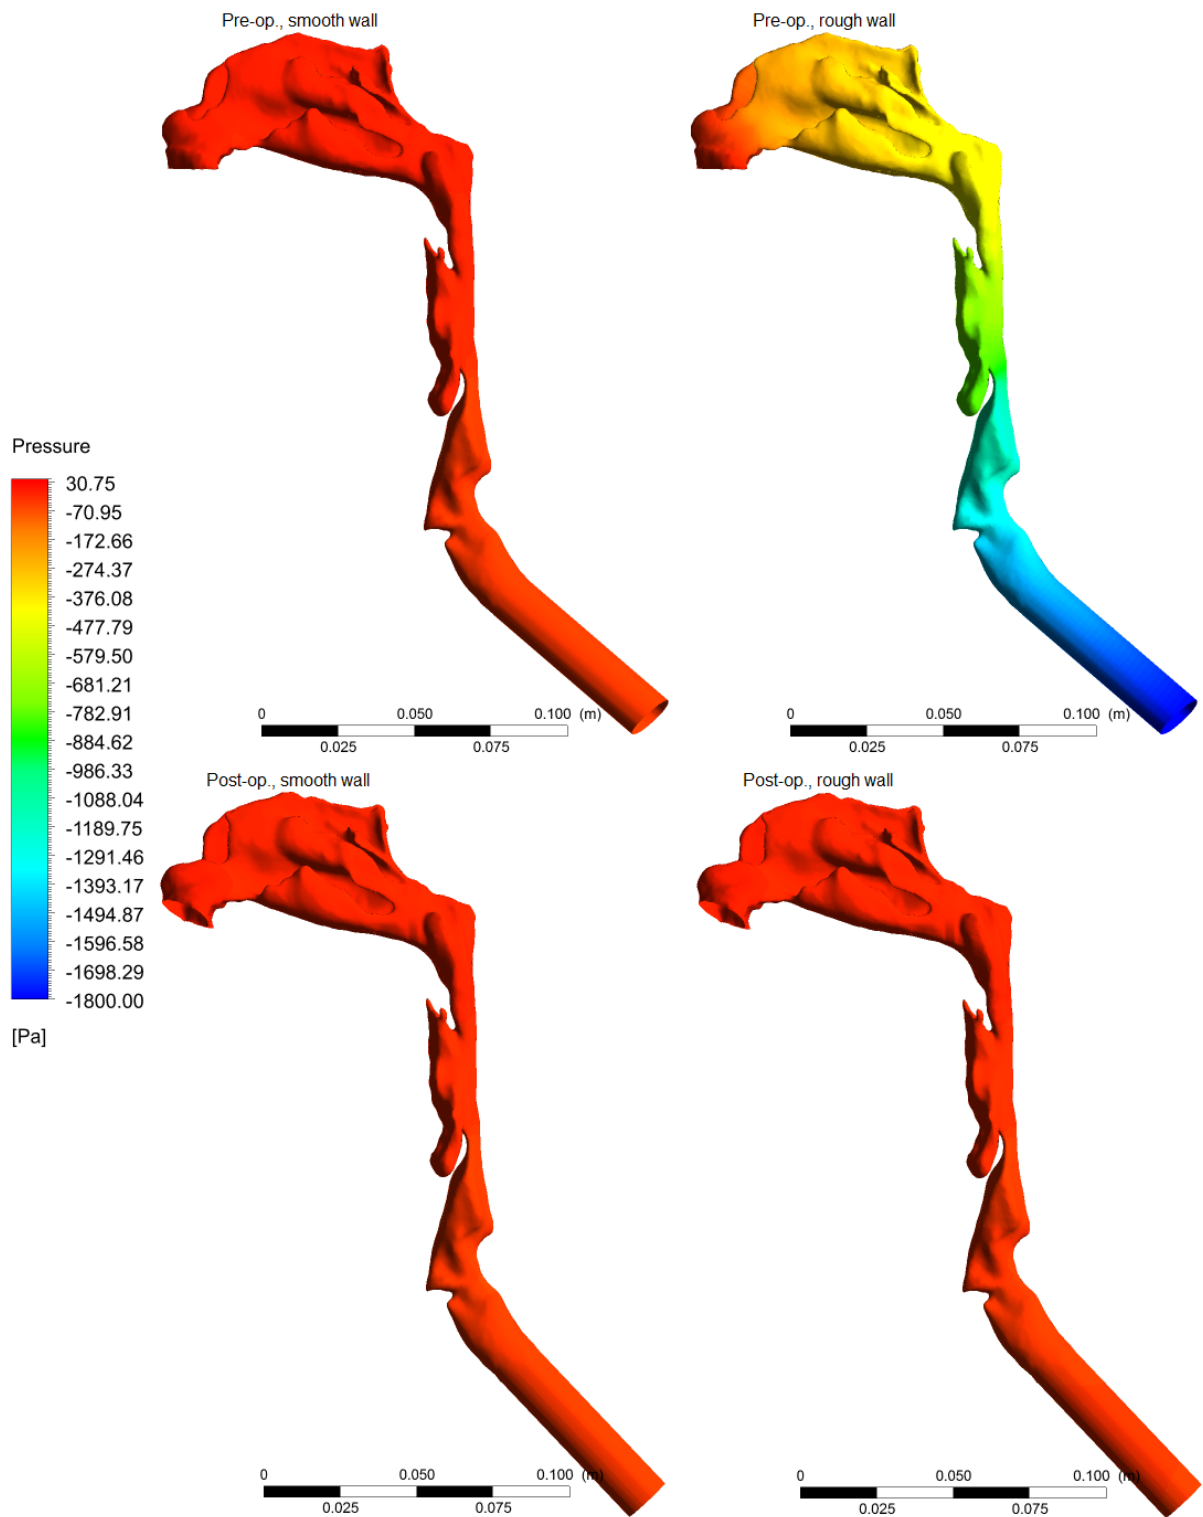 Pre-op., smooth wall
Pre-op., rough wall
Pressure
30.75
-70.95
-172.66
-274.37
-376.08
-477.79
-579.50
-681.21
-782.91
-884.62
-986.33
-1088.04
-1189.75
-1291.46
-1393.17
-1494.87
-1596.58
-1698.29
-1800.00
[Pa]
0 0.050 0.100 (m)
0.025 0.075
0 0.050 0.100 (m)
0.025 0.075
Post-op., smooth wall
Post-op., rough wall
0 0.050 0.100 (m)
0.025 0.075
0 0.050 0.100 (m)
0.025 0.075